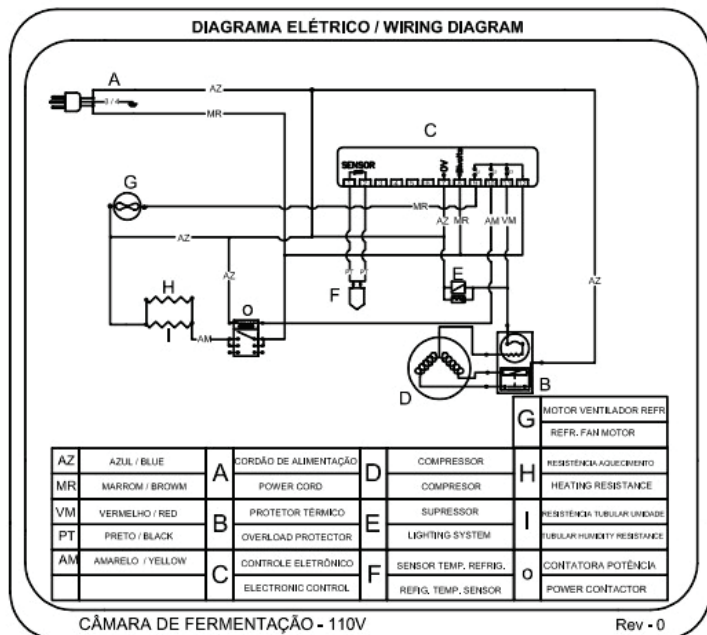 DIAGRAMA ELÉTRICO / WIRING DIAGRAM
A
AZ
MR
C
SENSOR
0V
G
MR
AZ
MR
AM
VM
AZ
AZ
AZ
PT
PT
H
F
E
I
AM
o
D
B
G
MOTOR VENTILADOR REFR
REFR. FAN MOTOR
AZ
AZUL / BLUE
MR
MARROM / BROWM
VM
VERMELHO / RED
PT
PRETO / BLACK
AM
AMARELO / YELLOW
A
CORDÃO DE ALIMENTAÇÃO
POWER CORD
B
PROTETOR TÉRMICO
OVERLOAD PROTECTOR
C
CONTROLE ELETRÔNICO
ELECTRONIC CONTROL
D
COMPRESSOR
COMPRESOR
E
SUPRESSOR
LIGHTING SYSTEM
F
SENSOR TEMP. REFRIG.
REFIG. TEMP. SENSOR
H
RESISTÊNCIA AQUECIMENTO
HEATING RESISTANCE
I
RESISTÊNCIA TUBULAR UMIDADE
TUBULAR HUMIDITY RESISTANCE
o
CONTATORA POTÊNCIA
POWER CONTACTOR
CÂMARA DE FERMENTAÇÃO - 110V
Rev - 0